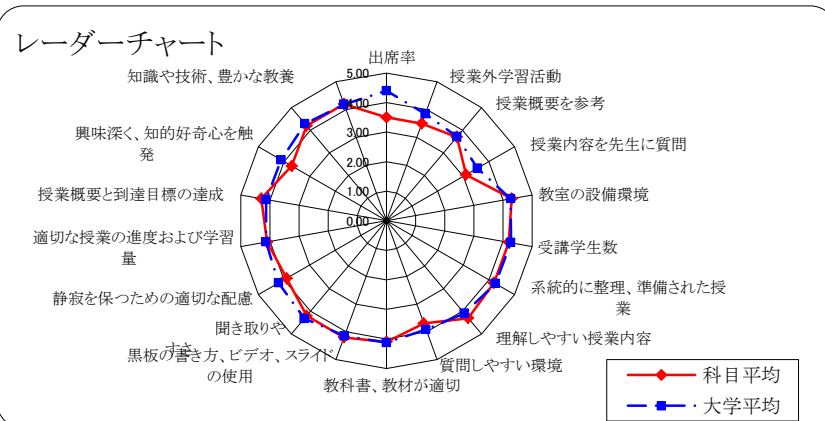 レーダーチャート
出席率
授業外学習活動
授業概要を参考
授業内容を先生に質問
教室の設備環境
受講学生数
系統的に整理、準備された授
業
理解しやすい授業内容
質問しやすい環境
教科書、教材が適切
黒板の書き方、ビデオ、スライド
の使用
聞き取りや
すさ
静寂を保つための適切な配慮
適切な授業の進度および学習
量
授業概要と到達目標の達成
興味深く、知的好奇心を触
発
知識や技術、豊かな教養
5.00
4.00
3.00
2.00
1.00
0.00
科目平均
大学平均